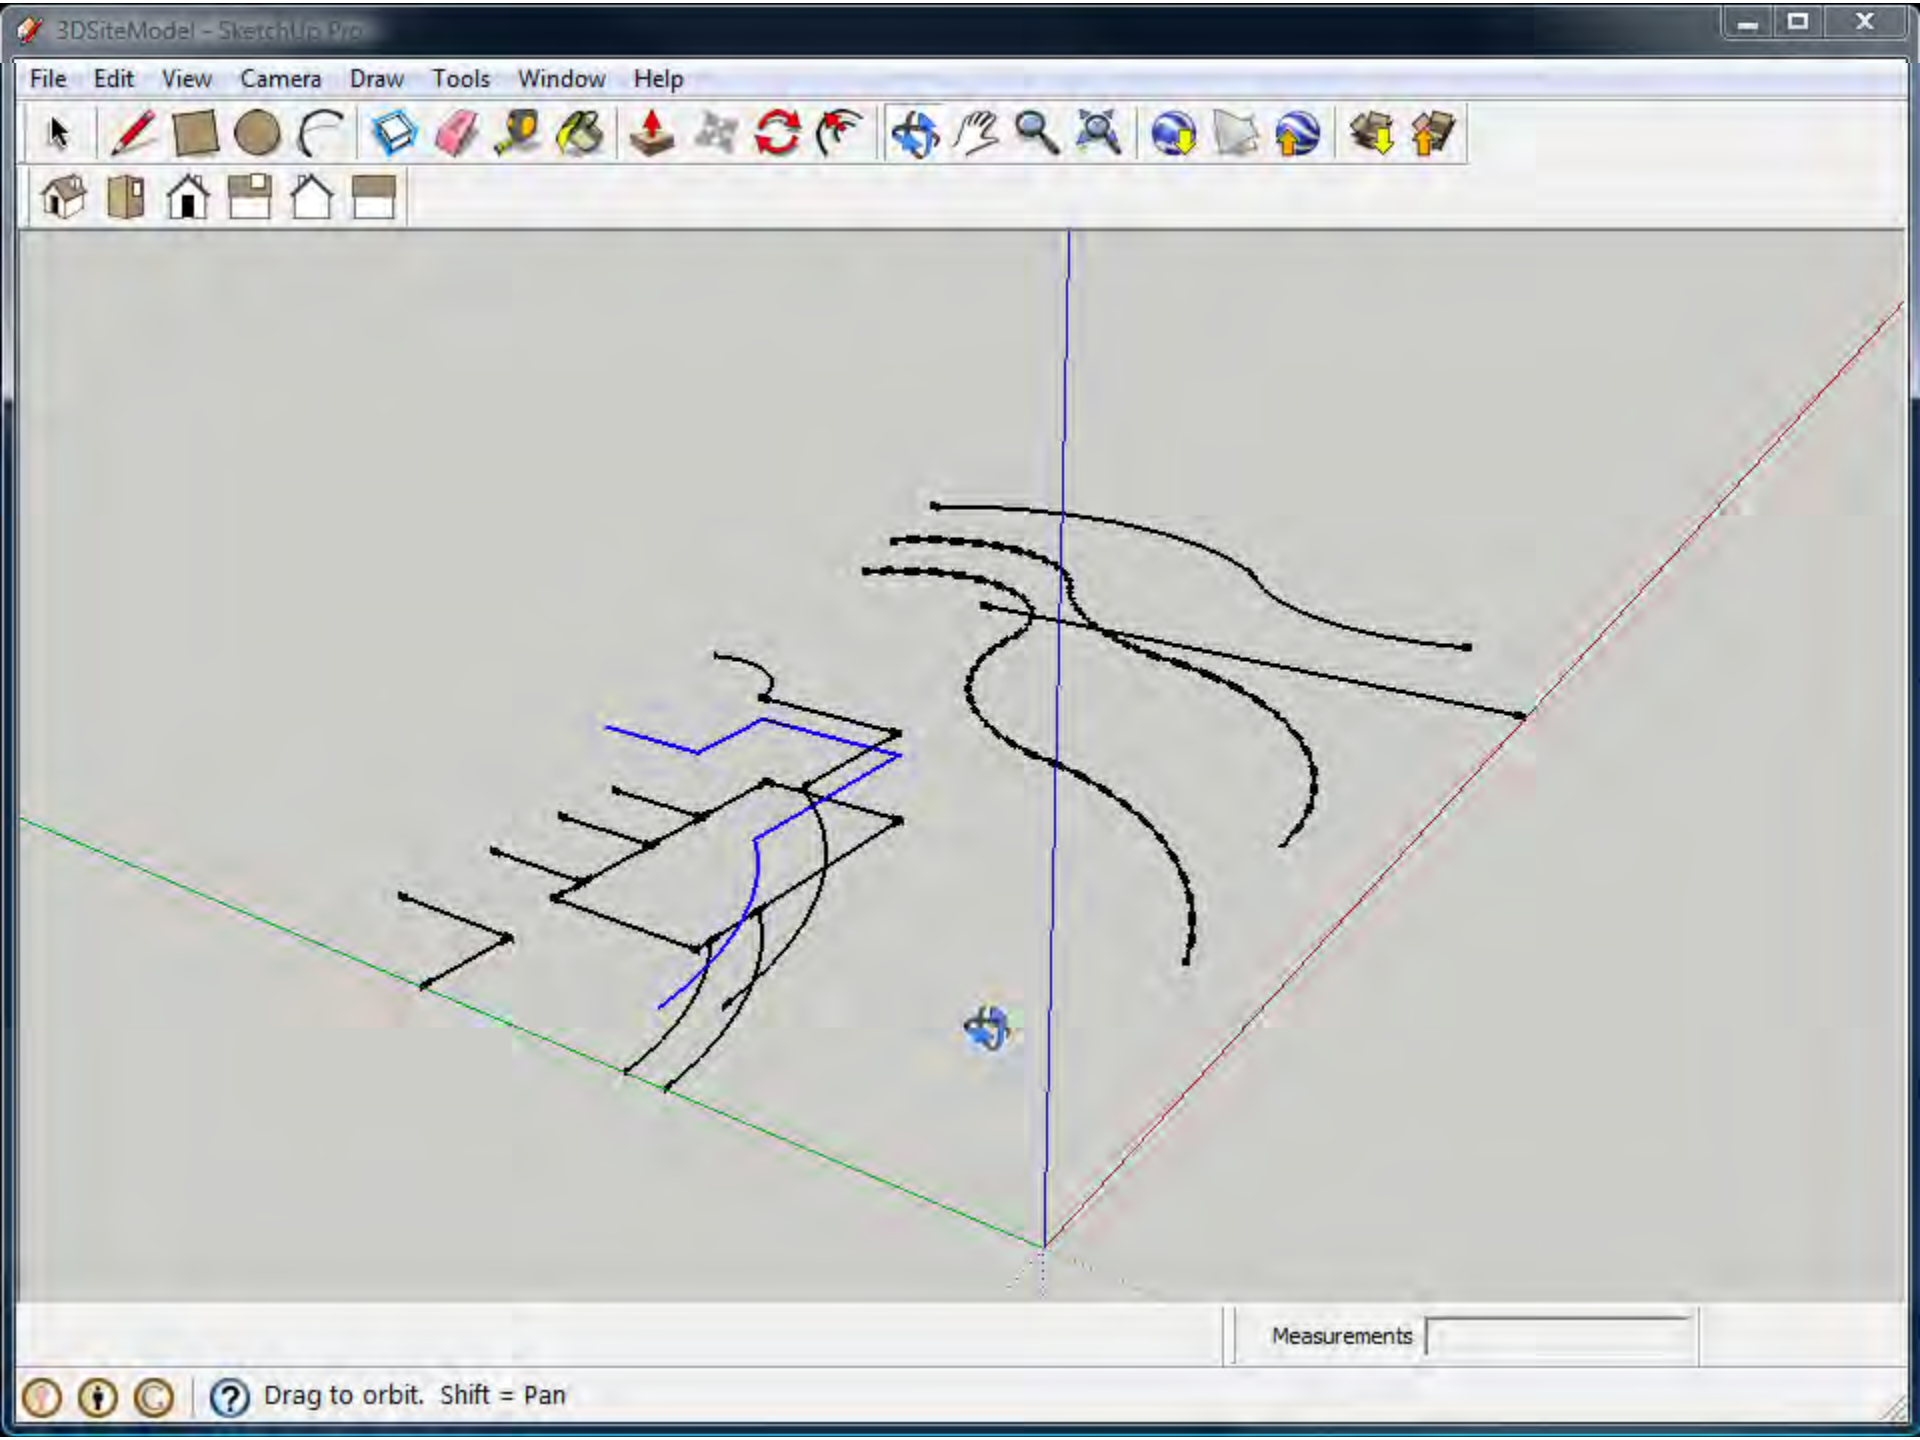 3DSiteModel - SketchUp Pro
File Edit View Camera Draw Tools Window Help
Measurements
Drag to orbit. Shift = Pan